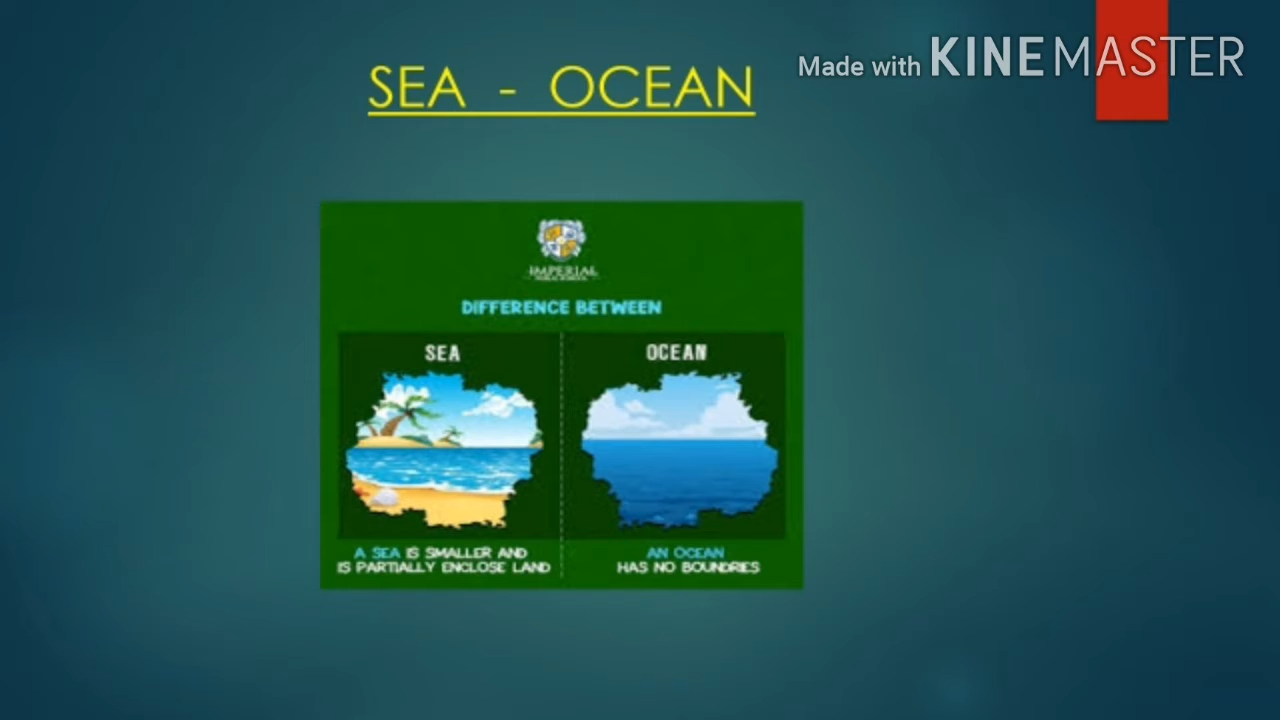 Made with KINEMASTER
SEA - OCEAN
IMPERIAL
DIFFERENCE BETWEEN
SEA
OCEAN
A SEA IS SMALLER AND
IS PARTIALLY ENCLOSE LAND
AN OCEAN
HAS NO BOUNDRIES